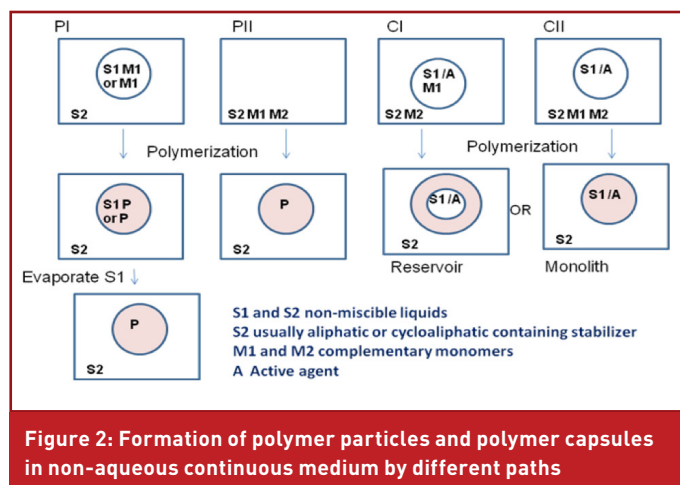 PI PII CI CII
S1 M1
or M1
S2
S2 M1 M2
S1 /A
M1
S2 M2
S1 /A
S2 M1 M2
Polymerization
Polymerization
S1 P
or P
S2
P
S2
S1/A
S2
OR
S1/A
S2
Reservoir
Monolith
Evaporate S1
P
S2
S1 and S2 non-miscible liquids
S2 usually aliphatic or cycloaliphatic containing stabilizer
M1 and M2 complementary monomers
A Active agent
Figure 2: Formation of polymer particles and polymer capsules
in non-aqueous continuous medium by different paths